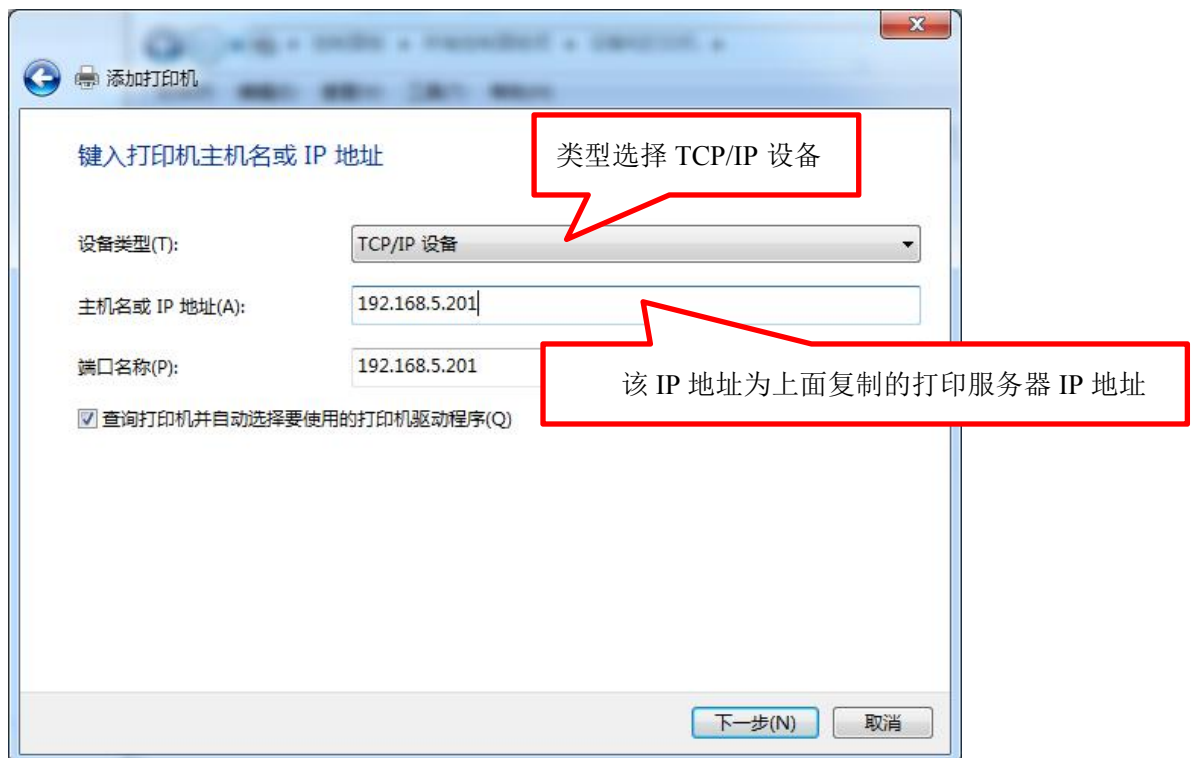 添加打印机
键入打印机主机名或 IP 地址
类型选择 TCP/IP 设备
设备类型(T):
TCP/IP 设备
主机名或 IP 地址(A):
192.168.5.201
端口名称(P):
192.168.5.201
该 IP 地址为上面复制的打印服务器 IP 地址
查询打印机并自动选择要使用的打印机驱动程序(Q)
下一步(N)
取消